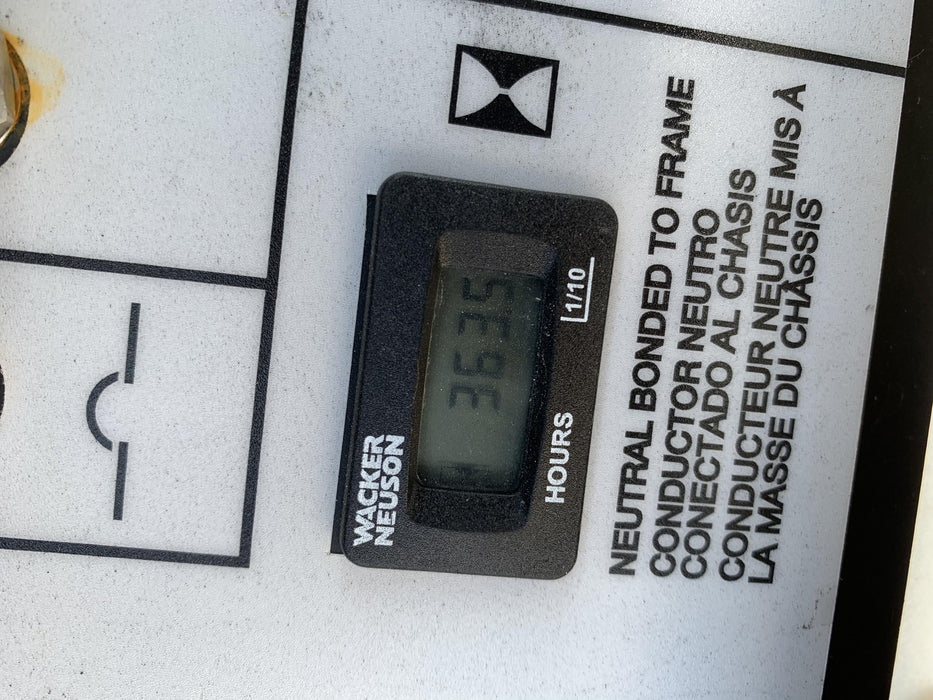 WACKER
NEUSON
3935
HOURS
1/10
NEUTRAL BONDED TO FRAME
CONDUCTOR NEUTRO
CONECTADO AL CHASIS
CONDUCTEUR NEUTRE MIS À
LA MASSE DU CHÂSSIS